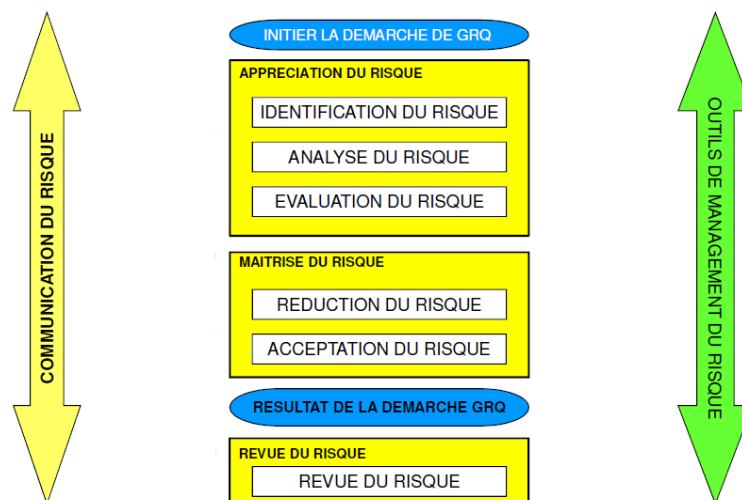 INITIER LA DEMARCHE DE GRQ
APPRECIATION DU RISQUE
IDENTIFICATION DU RISQUE
ANALYSE DU RISQUE
EVALUATION DU RISQUE
MAITRISE DU RISQUE
REDUCTION DU RISQUE
ACCEPTATION DU RISQUE
RESULTAT DE LA DEMARCHE GRQ
REVUE DU RISQUE
REVUE DU RISQUE
COMMUNICATION DU RISQUE
OUTILS DE MANAGEMENT DU RISQUE